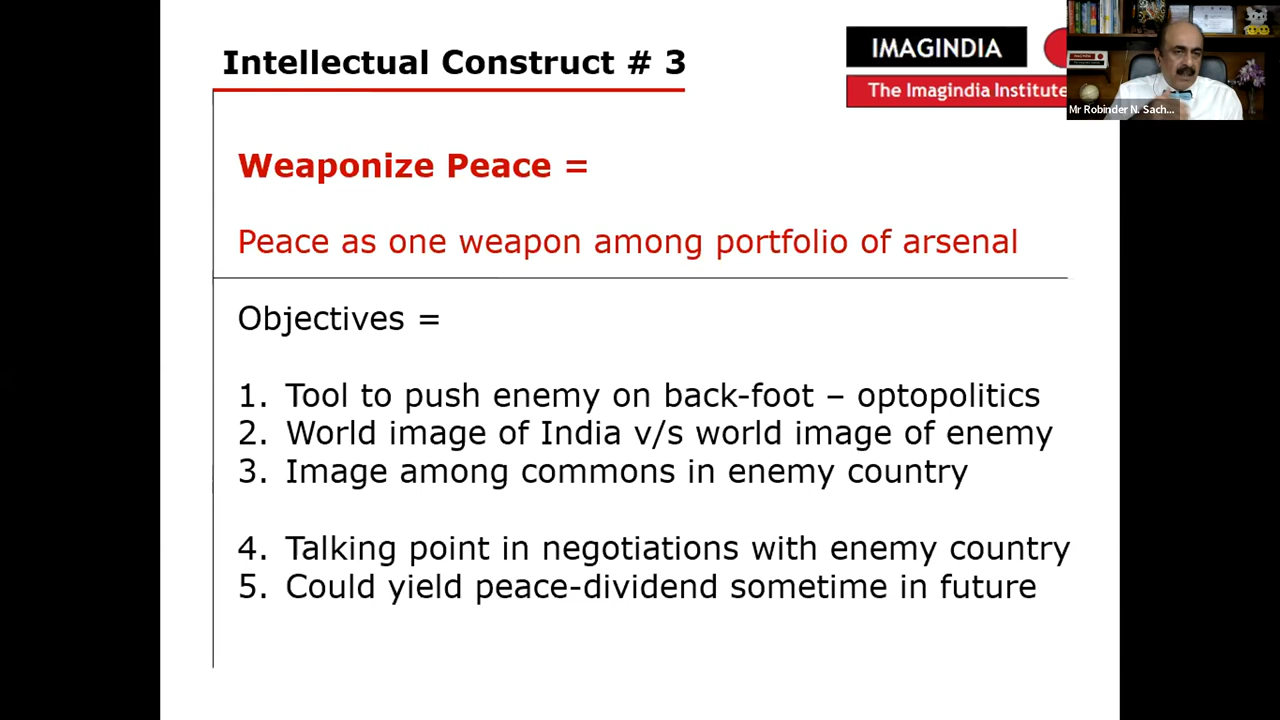 Intellectual Construct # 3
IMAGINDIA
The Imagindia Institute
Mr Robinder N. Sach...
Weaponize Peace =
Peace as one weapon among portfolio of arsenal
Objectives =
1. Tool to push enemy on back-foot – optopolitics
2. World image of India v/s world image of enemy
3. Image among commons in enemy country
4. Talking point in negotiations with enemy country
5. Could yield peace-dividend sometime in future